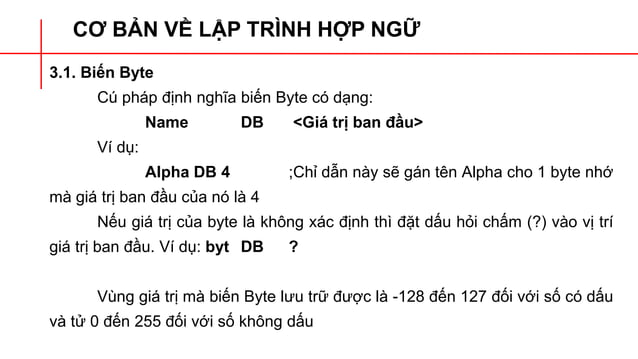 CƠ BẢN VỀ LẬP TRÌNH HỢP NGỮ
3.1. Biến Byte
Cú pháp định nghĩa biến Byte có dạng:
Name DB <Giá trị ban đầu>
Ví dụ:
Alpha DB 4 ;Chỉ dẫn này sẽ gán tên Alpha cho 1 byte nhớ
mà giá trị ban đầu của nó là 4
Nếu giá trị của byte là không xác định thì đặt dấu hỏi chấm (?) vào vị trí
giá trị ban đầu. Ví dụ: byt DB ?
Vùng giá trị mà biến Byte lưu trữ được là -128 đến 127 đối với số có dấu
và tử 0 đến 255 đối với số không dấu